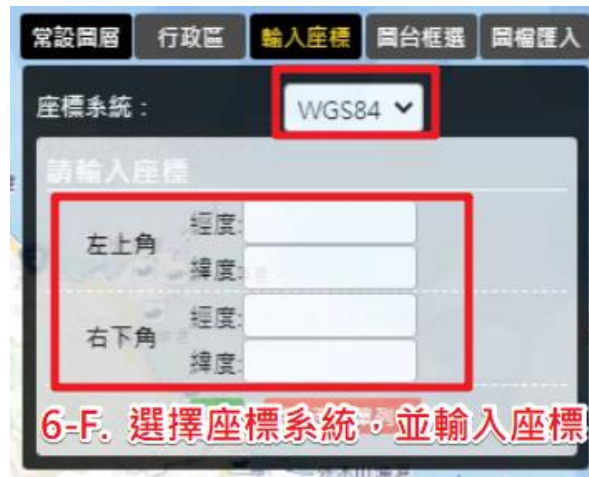 常設圖層 行政區 輸入座標 圖台框選 圖檔匯入
座標系統： WGS84
請輸入座標
左上角
經度:
緯度:
右下角
經度:
緯度:
6-F. 選擇座標系統，並輸入座標